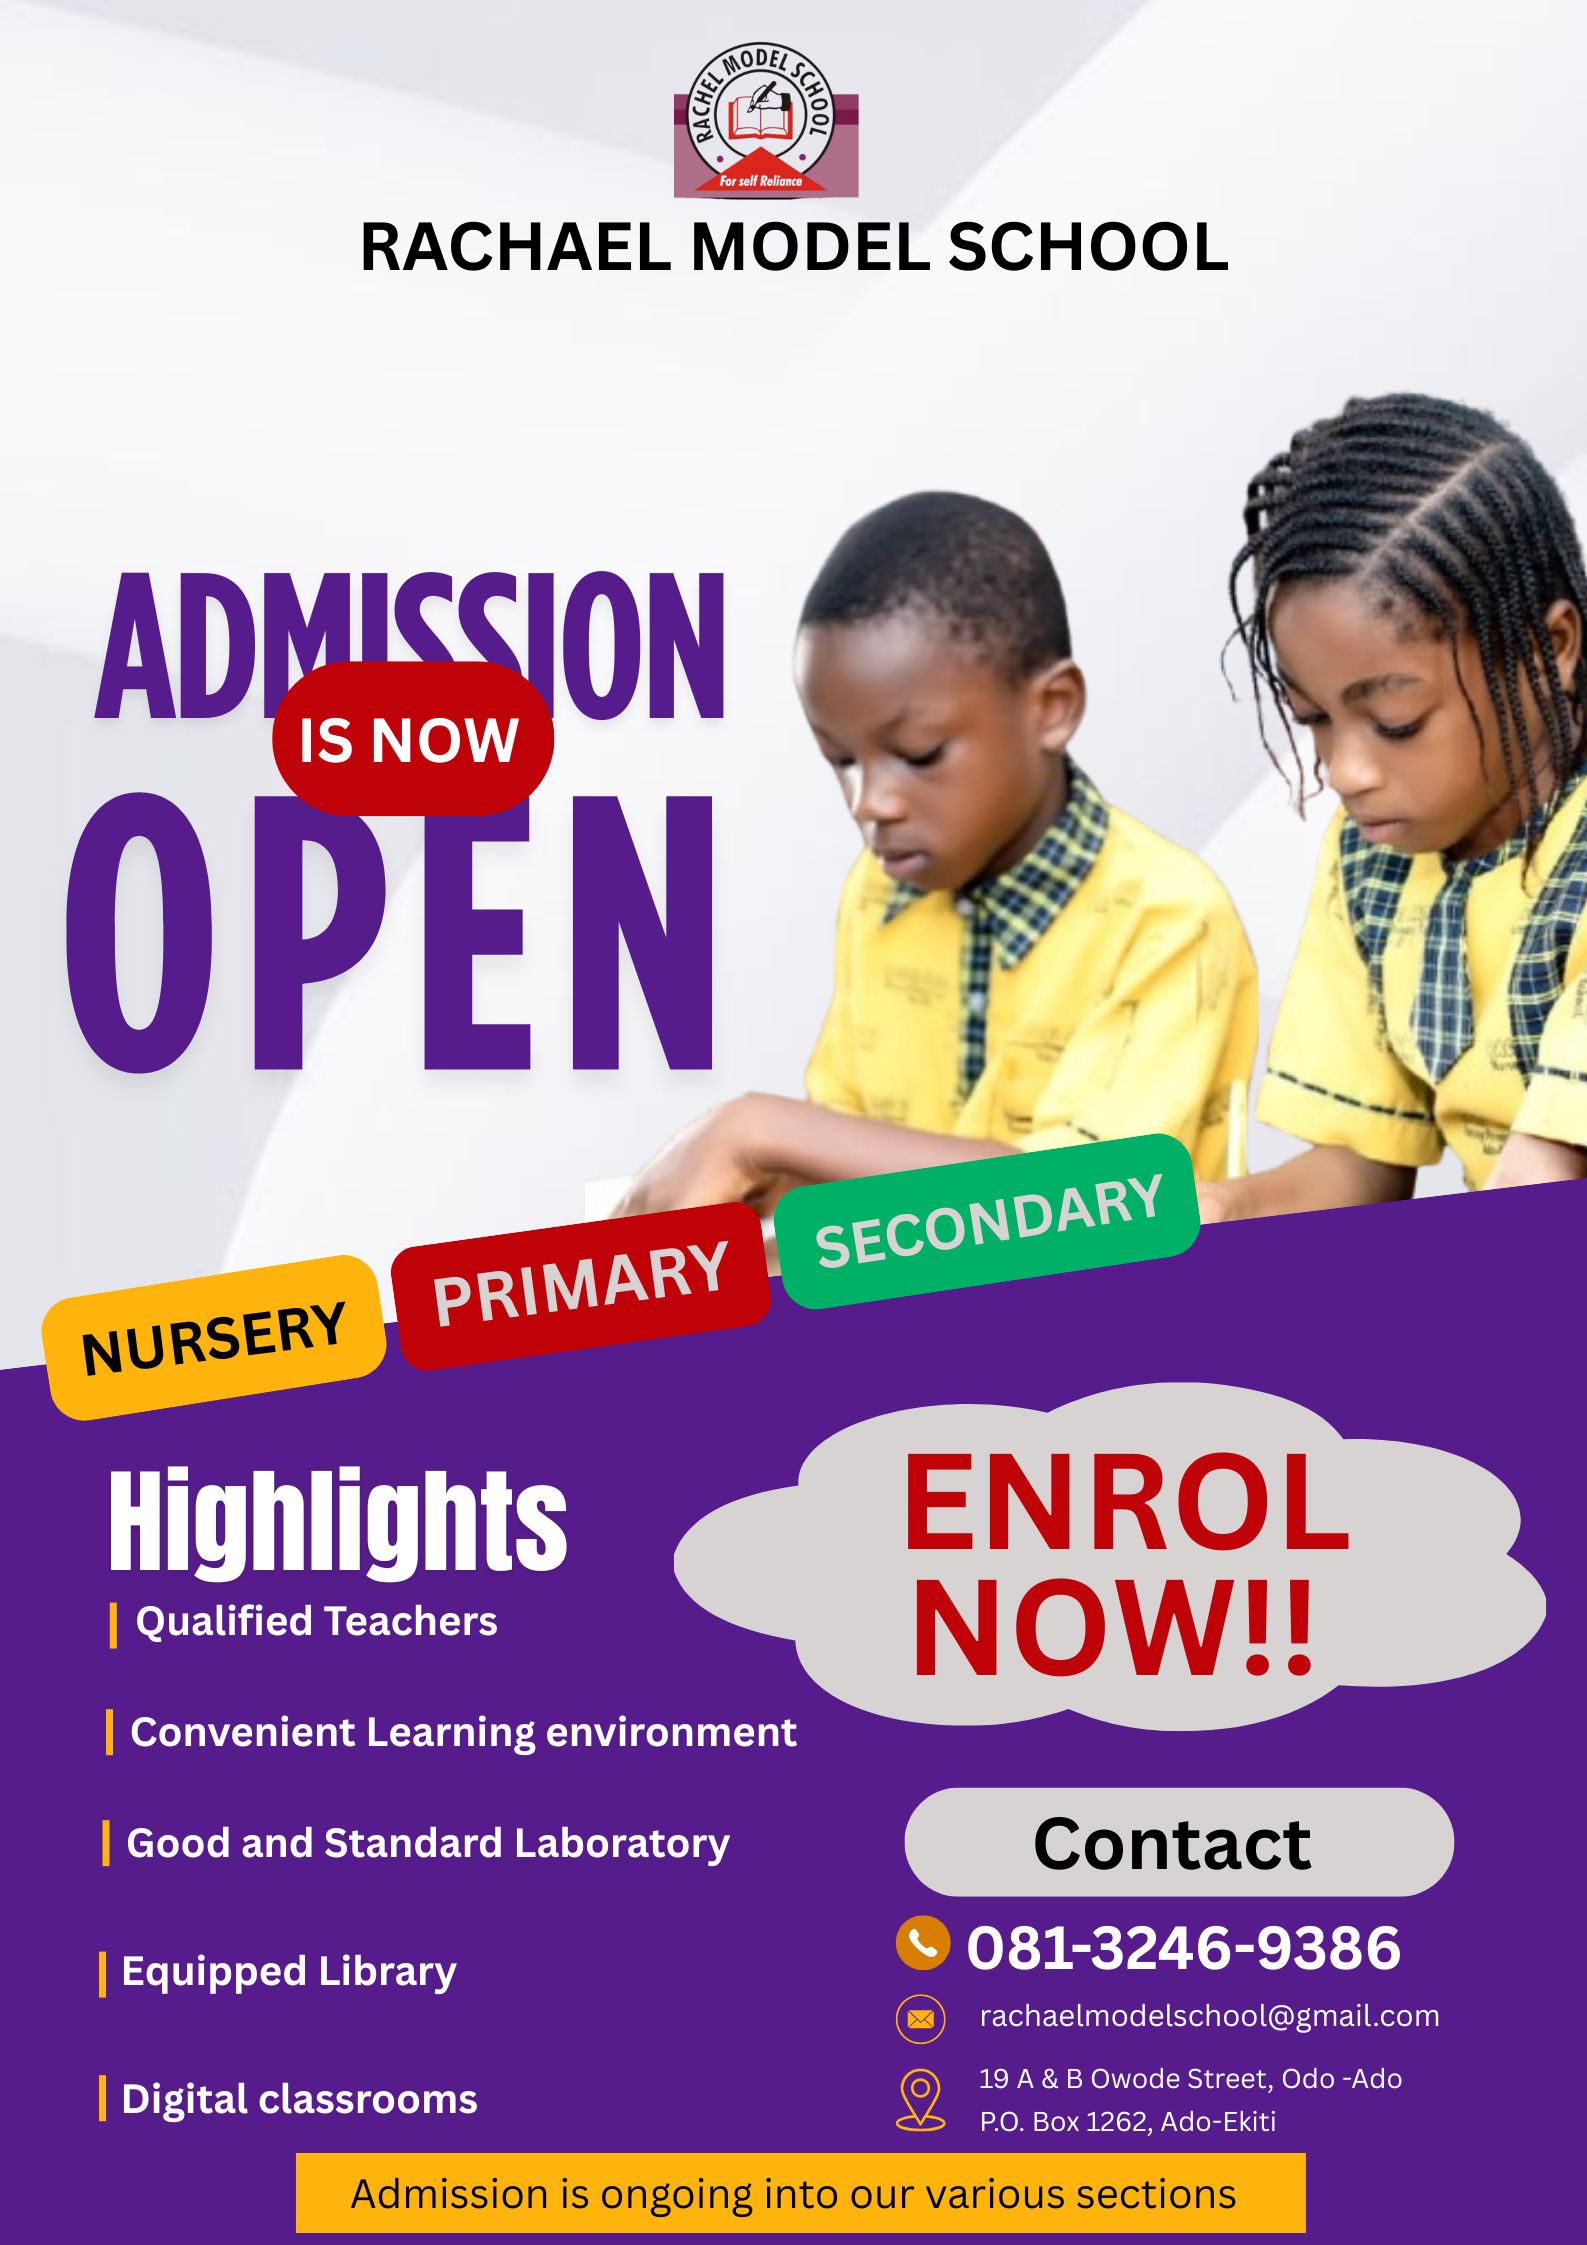 RACHEL MODEL SCHOOL
For self Reliance
RACHAEL MODEL SCHOOL
ADMISSION
IS NOW
OPEN
NURSERY
PRIMARY
SECONDARY
Highlights
Qualified Teachers
Convenient Learning environment
Good and Standard Laboratory
Equipped Library
Digital classrooms
ENROL
NOW!!
Contact
081-3246-9386
rachaelmodelschool@gmail.com
19 A & B Owode Street, Odo -Ado
P.O. Box 1262, Ado-Ekiti
Admission is ongoing into our various sections